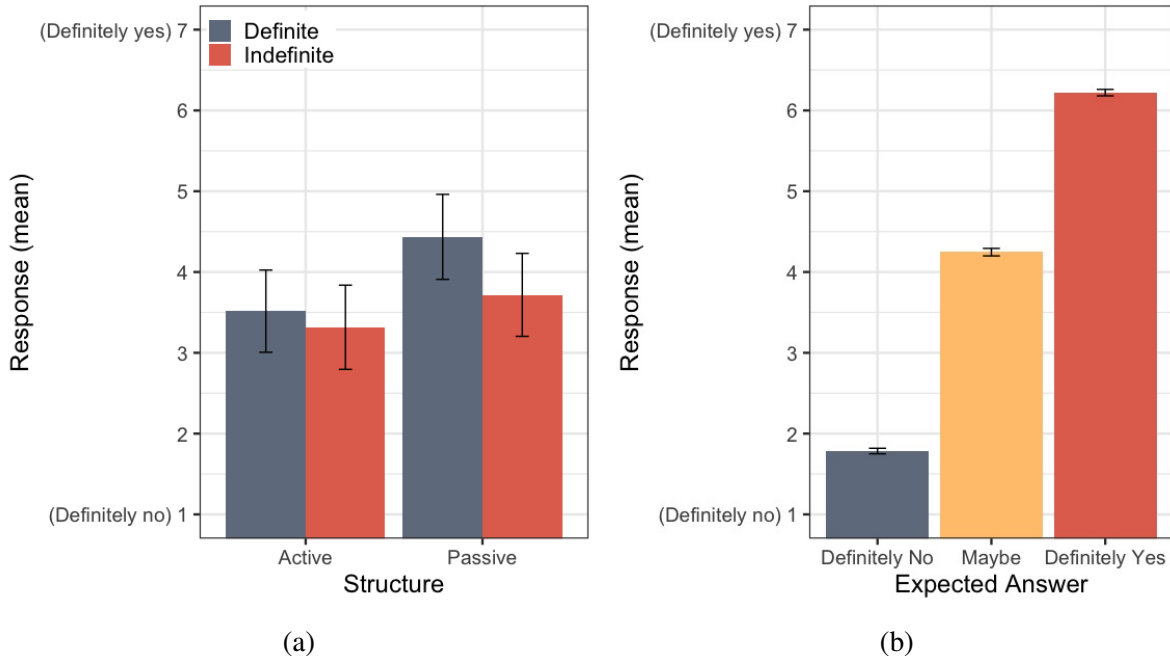 (Definitely yes) 7
6
5
4
3
2
(Definitely no) 1
Response (mean)
Definite
Indefinite
Active Passive
Structure
(a)
(Definitely yes) 7
6
5
4
3
2
(Definitely no) 1
Response (mean)
Definitely No Maybe Definitely Yes
Expected Answer
(b)